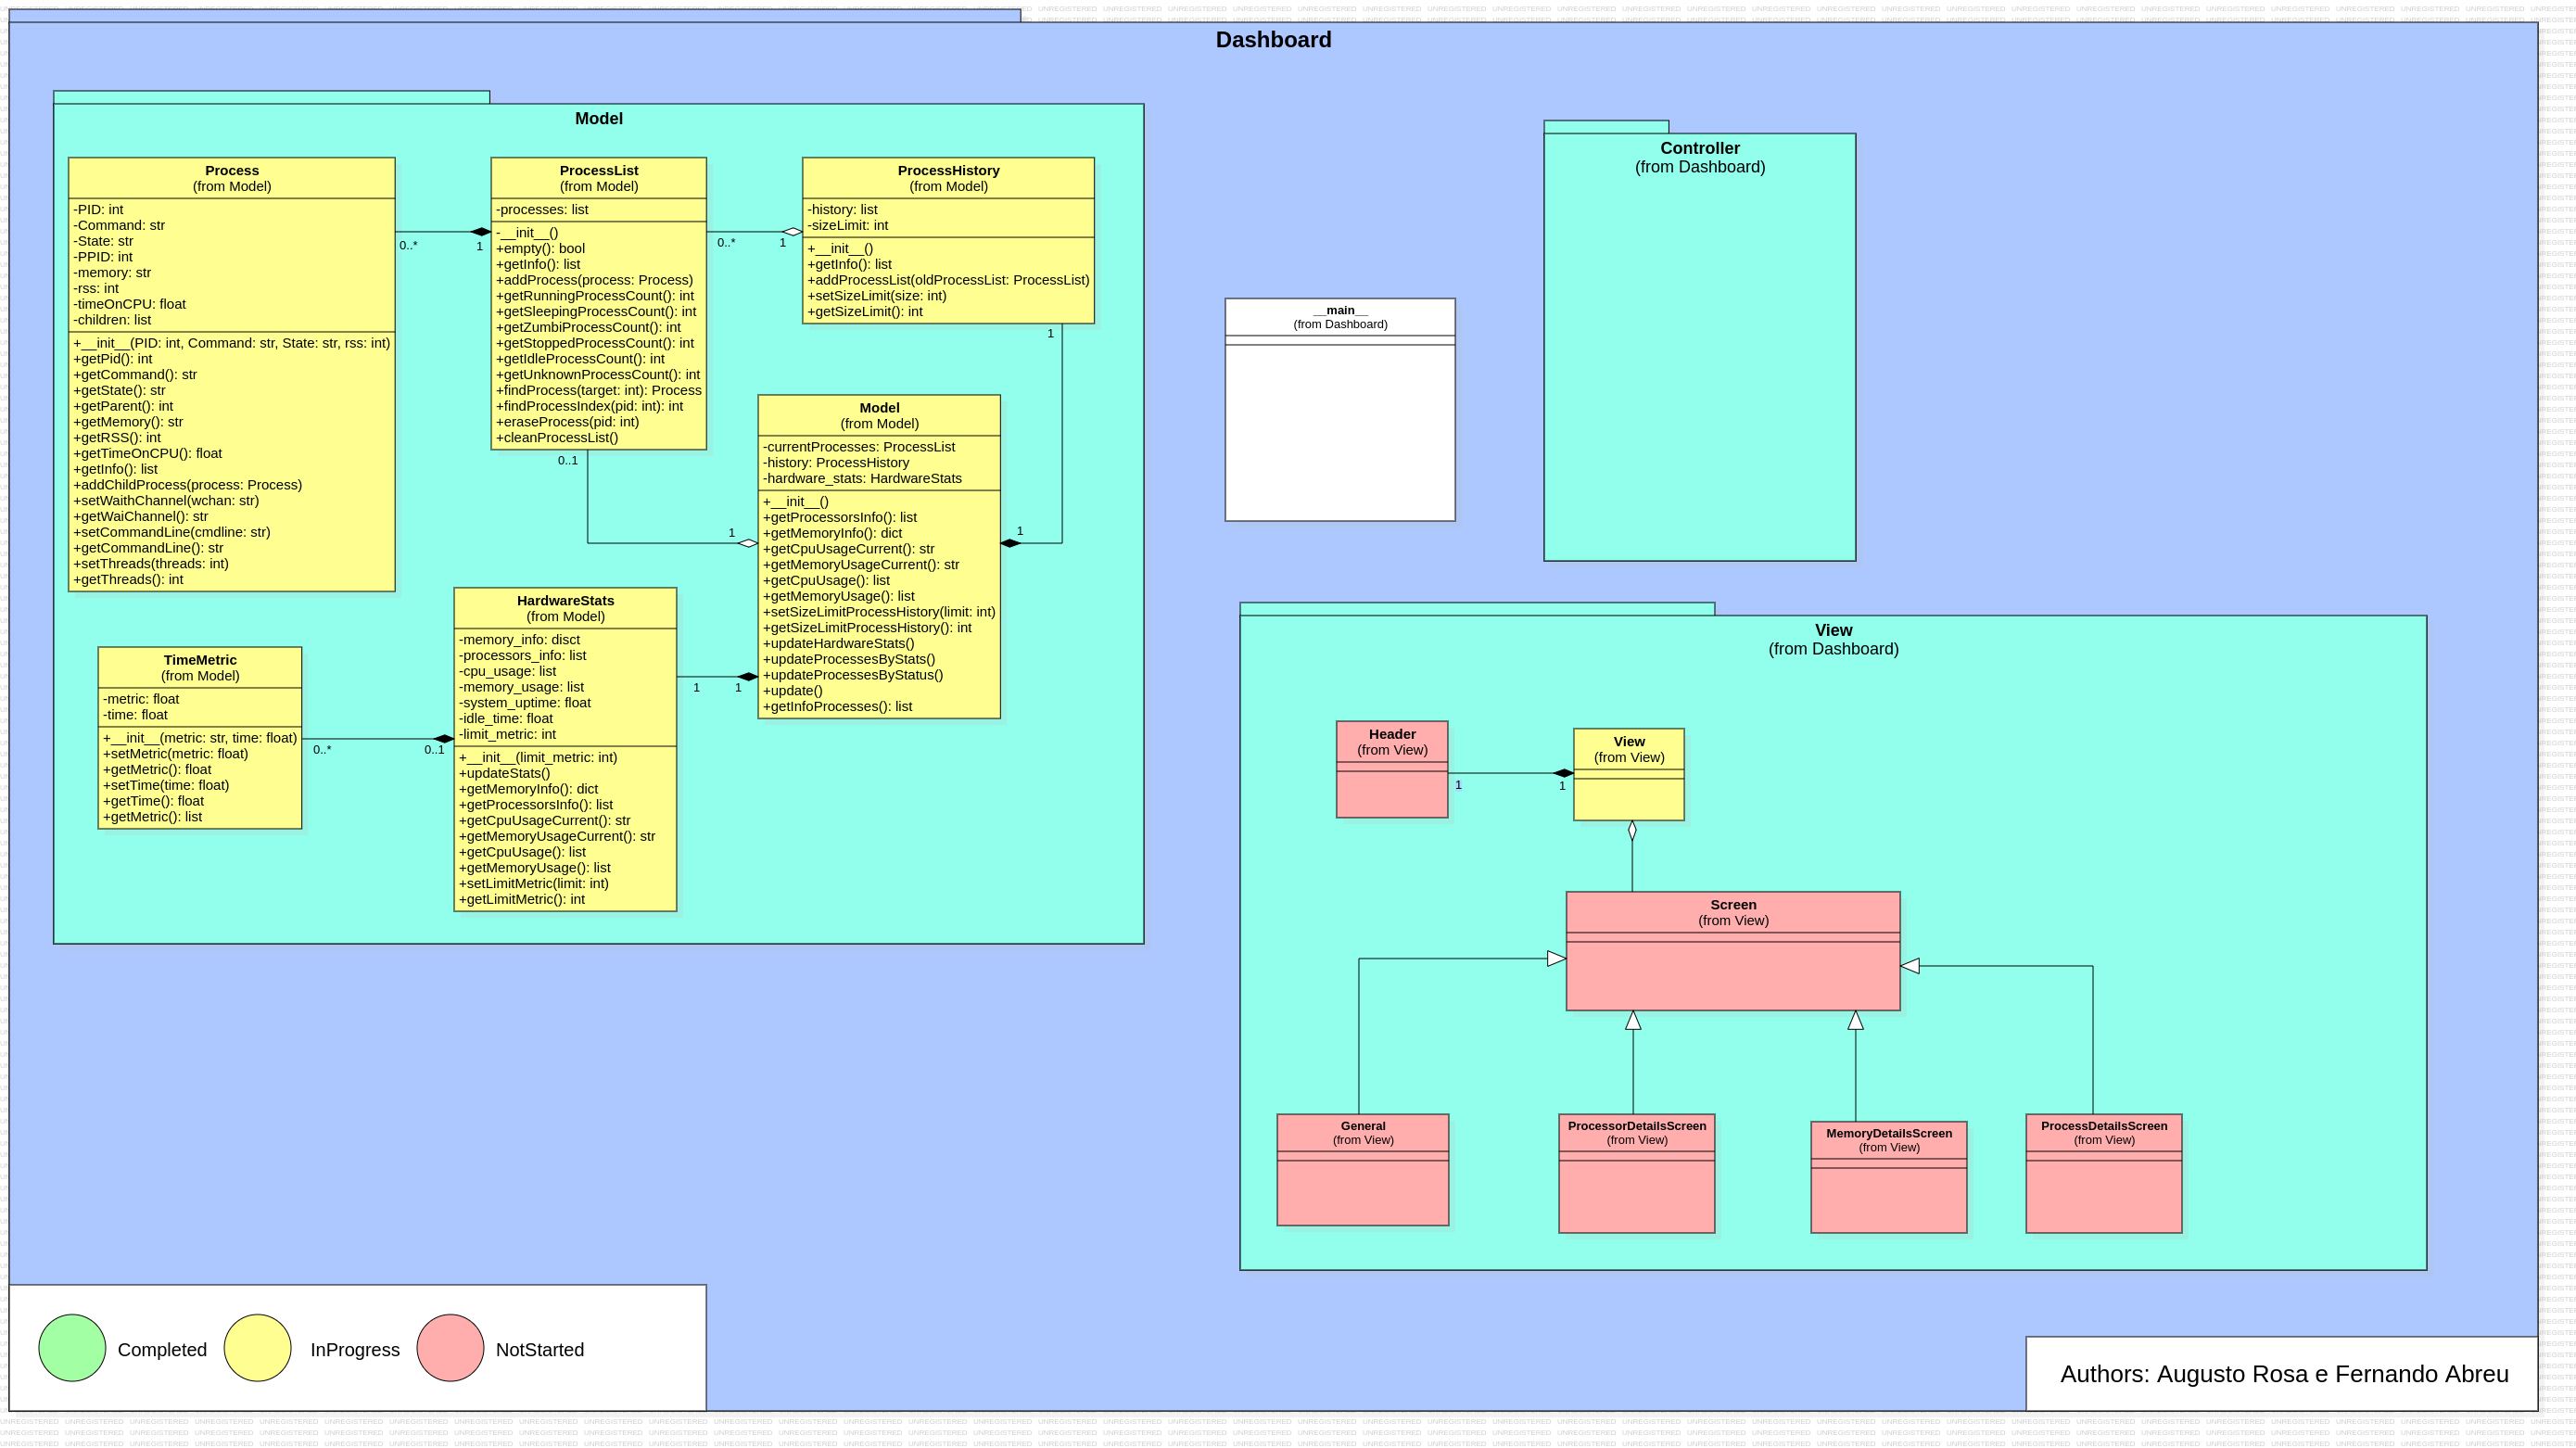 Dashboard
Model
Process
(from Model)
-PID: int
-Command: str
-State: str
-PPID: int
-memory: str
-rss: int
-timeOnCPU: float
-children: list
+__init__(PID: int, Command: str, State: str, rss: int)
+getPid(): int
+getCommand(): str
+getState(): str
+getParent(): int
+getMemory(): str
+getRSS(): int
+getTimeOnCPU(): float
+getInfo(): list
+addChildProcess(process: Process)
+setWaithChannel(wchan: str)
+getWaiChannel(): str
+setCommandLine(cmdline: str)
+getCommandLine(): str
+setThreads(threads: int)
+getThreads(): int
0..*
1
ProcessList
(from Model)
-processes: list
-__init__()
+empty(): bool
+getInfo(): list
+addProcess(process: Process)
+getRunningProcessCount(): int
+getSleepingProcessCount(): int
+getZumbiProcessCount(): int
+getStoppedProcessCount(): int
+getIdleProcessCount(): int
+getUnknownProcessCount(): int
+findProcess(target: int): Process
+findProcessIndex(pid: int): int
+eraseProcess(pid: int)
+cleanProcessList()
0..*
1
ProcessHistory
(from Model)
-history: list
-sizeLimit: int
+__init__()
+getInfo(): list
+addProcessList(oldProcessList: ProcessList)
+setSizeLimit(size: int)
+getSizeLimit(): int
1
0..1
1
1
Model
(from Model)
-currentProcesses: ProcessList
-history: ProcessHistory
-hardware_stats: HardwareStats
+__init__()
+getProcessorsInfo(): list
+getMemoryInfo(): dict
+getCpuUsageCurrent(): str
+getMemoryUsageCurrent(): str
+getCpuUsage(): list
+getMemoryUsage(): list
+setSizeLimitProcessHistory(limit: int)
+getSizeLimitProcessHistory(): int
+updateHardwareStats()
+updateProcessesByStats()
+updateProcessesByStatus()
+update()
+getInfoProcesses(): list
HardwareStats
(from Model)
-memory_info: disct
-processors_info: list
-cpu_usage: list
-memory_usage: list
-system_uptime: float
-idle_time: float
-limit_metric: int
+__init__(limit_metric: int)
+updateStats()
+getMemoryInfo(): dict
+getProcessorsInfo(): list
+getCpuUsageCurrent(): str
+getMemoryUsageCurrent(): str
+getCpuUsage(): list
+getMemoryUsage(): list
+setLimitMetric(limit: int)
+getLimitMetric(): int
1
1
TimeMetric
(from Model)
-metric: float
-time: float
+__init__(metric: str, time: float)
+setMetric(metric: float)
+getMetric(): float
+setTime(time: float)
+getTime(): float
+getMetric(): list
0..*
0..1
__main__
(from Dashboard)
Controller
(from Dashboard)
View
(from Dashboard)
Header
(from View)
1
1
View
(from View)
Screen
(from View)
General
(from View)
ProcessorDetailsScreen
(from View)
MemoryDetailsScreen
(from View)
ProcessDetailsScreen
(from View)
Completed
InProgress
NotStarted
Authors: Augusto Rosa e Fernando Abreu
UNREGISTERED